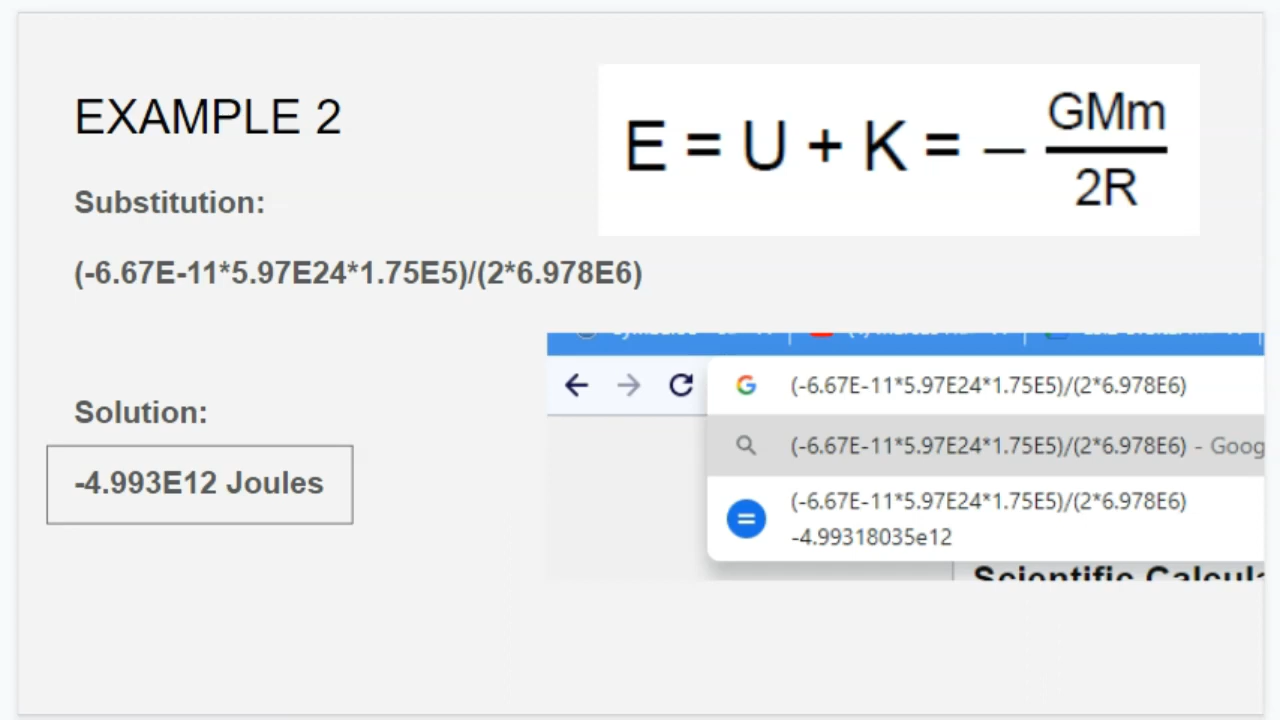 EXAMPLE 2
E = U + K = − GMm
2R
Substitution:
(-6.67E-11*5.97E24*1.75E5)/(2*6.978E6)
Solution:
-4.993E12 Joules
(-6.67E-11*5.97E24*1.75E5)/(2*6.978E6)
(-6.67E-11*5.97E24*1.75E5)/(2*6.978E6) - Goog
(-6.67E-11*5.97E24*1.75E5)/(2*6.978E6)
-4.99318035e12
Scientific Calcula